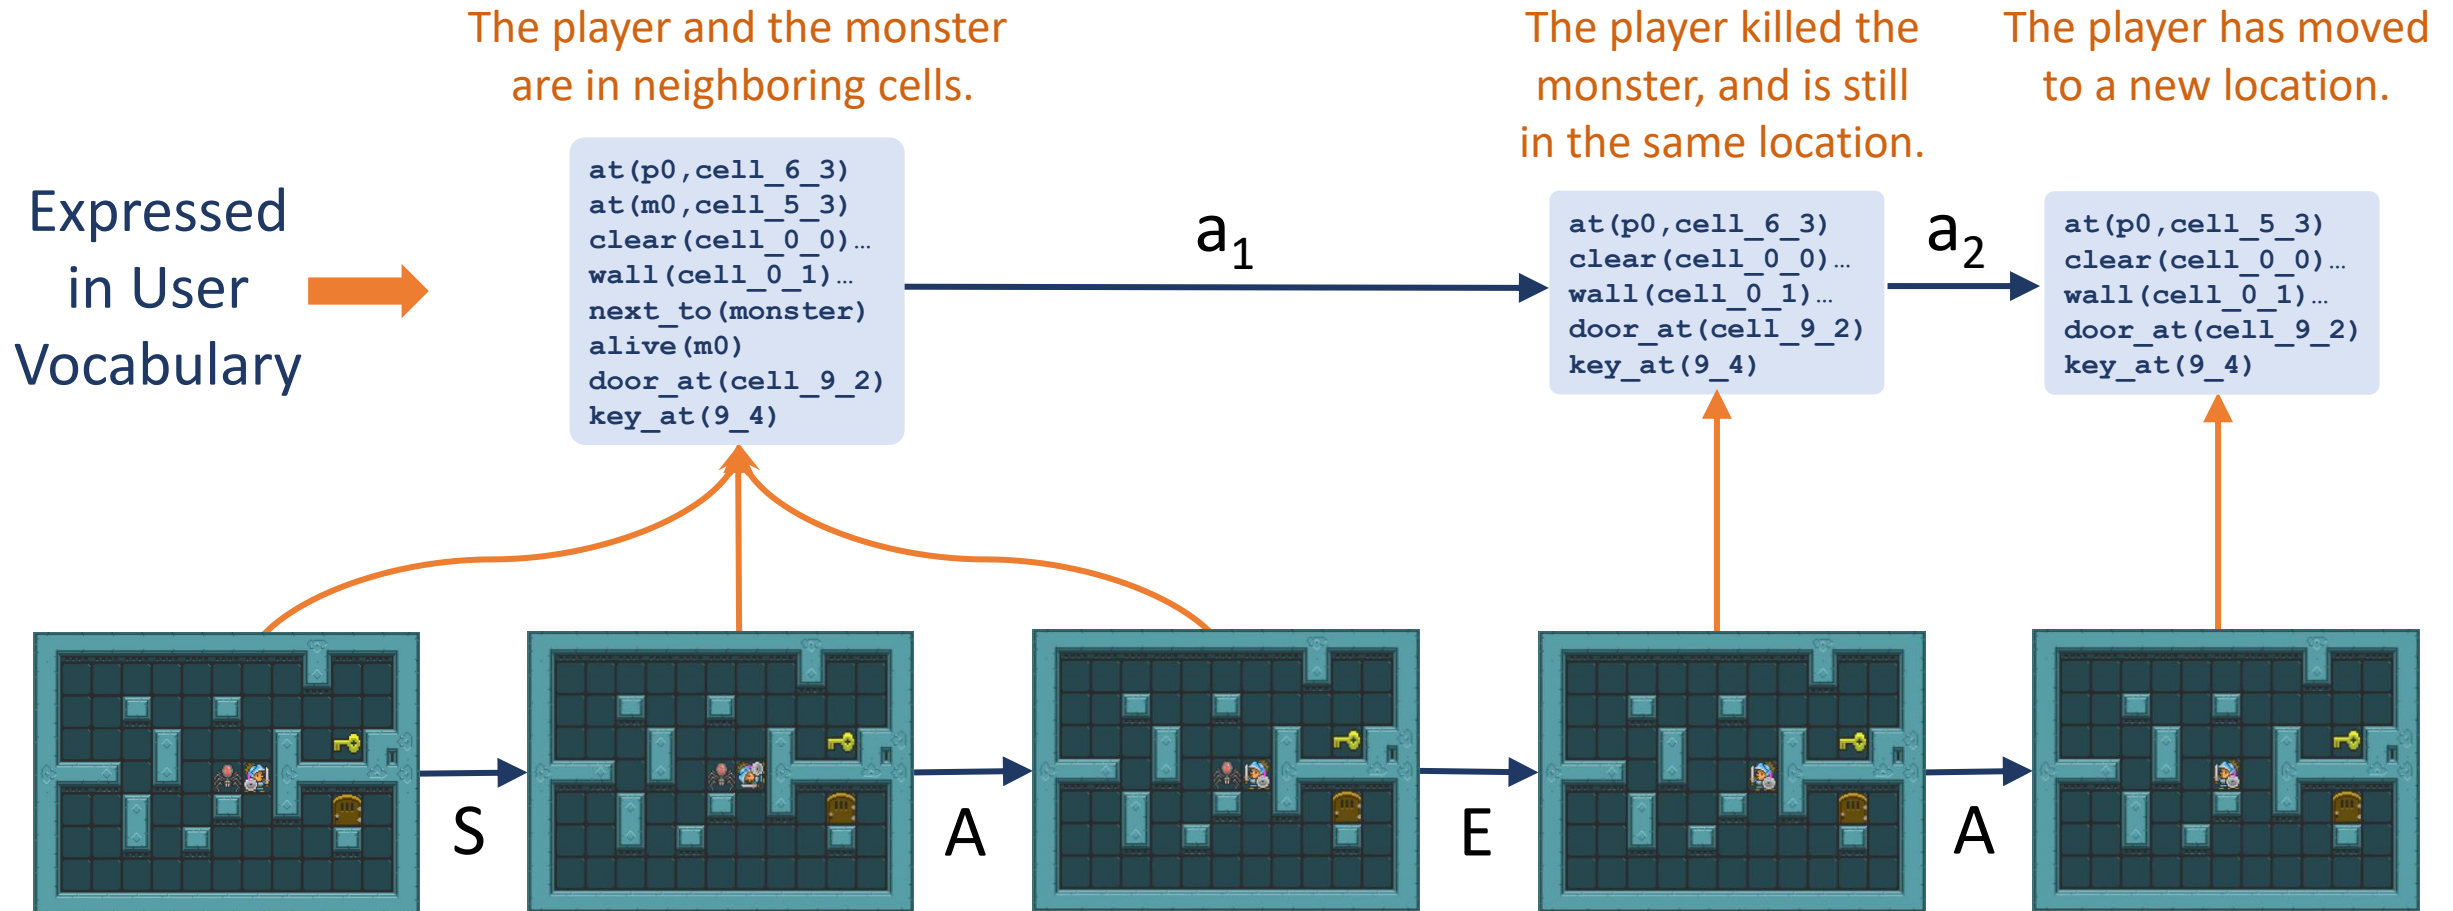 The player and the monster
are in neighboring cells.
The player killed the
monster, and is still
in the same location.
The player has moved
to a new location.
Expressed
in User
Vocabulary
at(p0,cell_6_3)
at(m0,cell_5_3)
clear(cell_0_0)…
wall(cell_0_1)…
next_to(monster)
alive(m0)
door_at(cell_9_2)
key_at(9_4)
a₁
at(p0,cell_6_3)
clear(cell_0_0)…
wall(cell_0_1)…
door_at(cell_9_2)
key_at(9_4)
a₂
at(p0,cell_5_3)
clear(cell_0_0)…
wall(cell_0_1)…
door_at(cell_9_2)
key_at(9_4)
S
A
E
A